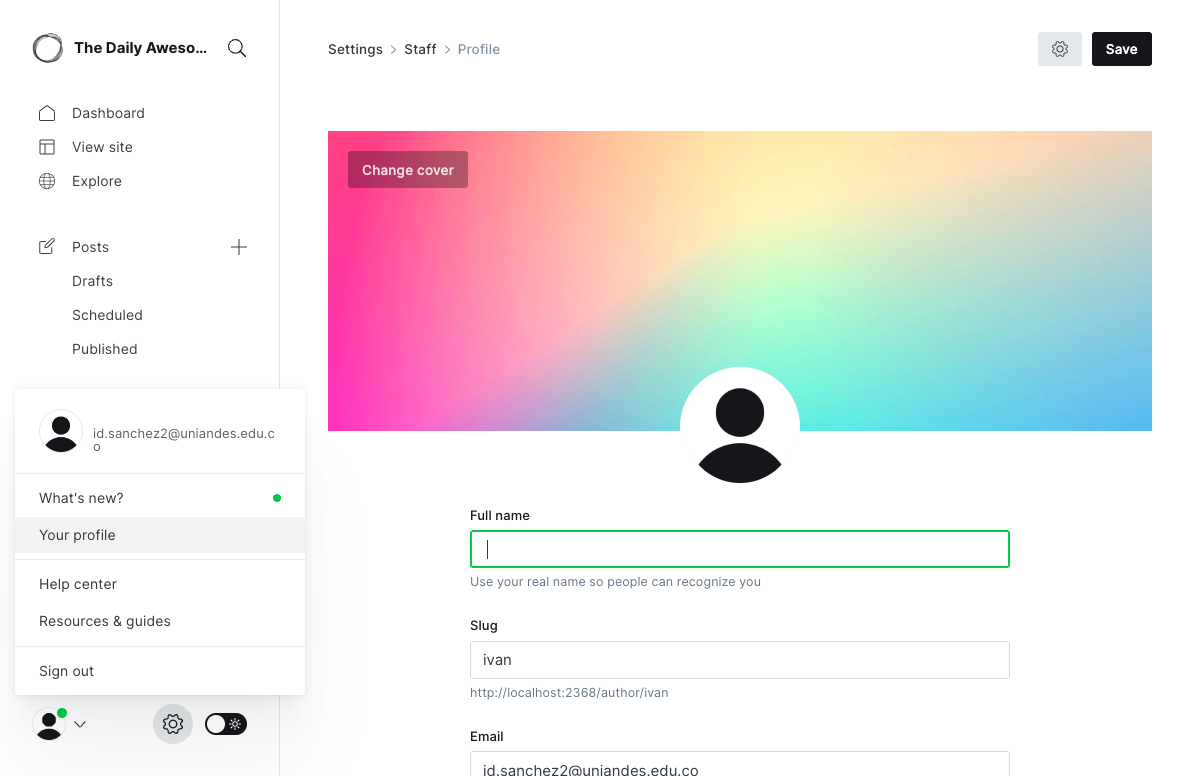 The Daily Aweso...
Dashboard
View site
Explore
Posts
Drafts
Scheduled
Published
id.sanchez2@uniandes.edu.c
o
What's new?
Your profile
Help center
Resources & guides
Sign out
Settings > Staff > Profile
Save
Change cover
Full name
Use your real name so people can recognize you
Slug
ivan
http://localhost:2368/author/ivan
Email
id.sanchez2@uniandes.edu.co